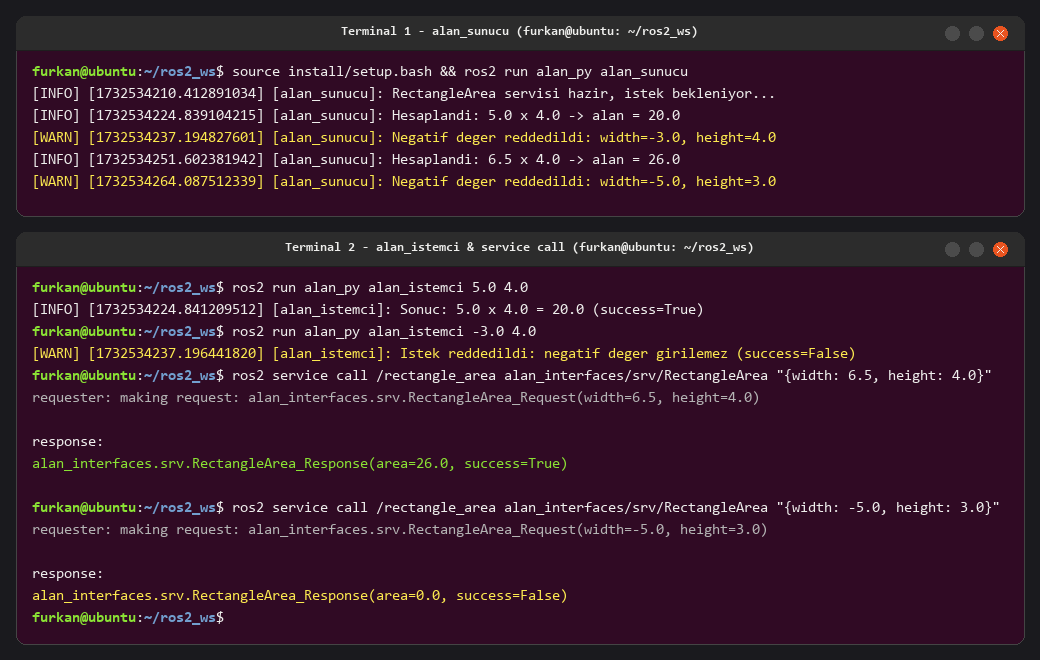 Terminal 1 - alan_sunucu (furkan@ubuntu: ~/ros2_ws)
furkan@ubuntu:~/ros2_ws$ source install/setup.bash && ros2 run alan_py alan_sunucu
[INFO] [1732534210.412891034] [alan_sunucu]: RectangleArea servisi hazir, istek bekleniyor...
[INFO] [1732534224.839104215] [alan_sunucu]: Hesaplandi: 5.0 x 4.0 -> alan = 20.0
[WARN] [1732534237.194827601] [alan_sunucu]: Negatif deger reddedildi: width=-3.0, height=4.0
[INFO] [1732534251.602381942] [alan_sunucu]: Hesaplandi: 6.5 x 4.0 -> alan = 26.0
[WARN] [1732534264.087512339] [alan_sunucu]: Negatif deger reddedildi: width=-5.0, height=3.0
Terminal 2 - alan_istemci & service call (furkan@ubuntu: ~/ros2_ws)
furkan@ubuntu:~/ros2_ws$ ros2 run alan_py alan_istemci 5.0 4.0
[INFO] [1732534224.841209512] [alan_istemci]: Sonuc: 5.0 x 4.0 = 20.0 (success=True)
furkan@ubuntu:~/ros2_ws$ ros2 run alan_py alan_istemci -3.0 4.0
[WARN] [1732534237.196441820] [alan_istemci]: Istek reddedildi: negatif deger girilemez (success=False)
furkan@ubuntu:~/ros2_ws$ ros2 service call /rectangle_area alan_interfaces/srv/RectangleArea "{width: 6.5, height: 4.0}"
requester: making request: alan_interfaces.srv.RectangleArea_Request(width=6.5, height=4.0)
response:
alan_interfaces.srv.RectangleArea_Response(area=26.0, success=True)
furkan@ubuntu:~/ros2_ws$ ros2 service call /rectangle_area alan_interfaces/srv/RectangleArea "{width: -5.0, height: 3.0}"
requester: making request: alan_interfaces.srv.RectangleArea_Request(width=-5.0, height=3.0)
response:
alan_interfaces.srv.RectangleArea_Response(area=0.0, success=False)
furkan@ubuntu:~/ros2_ws$